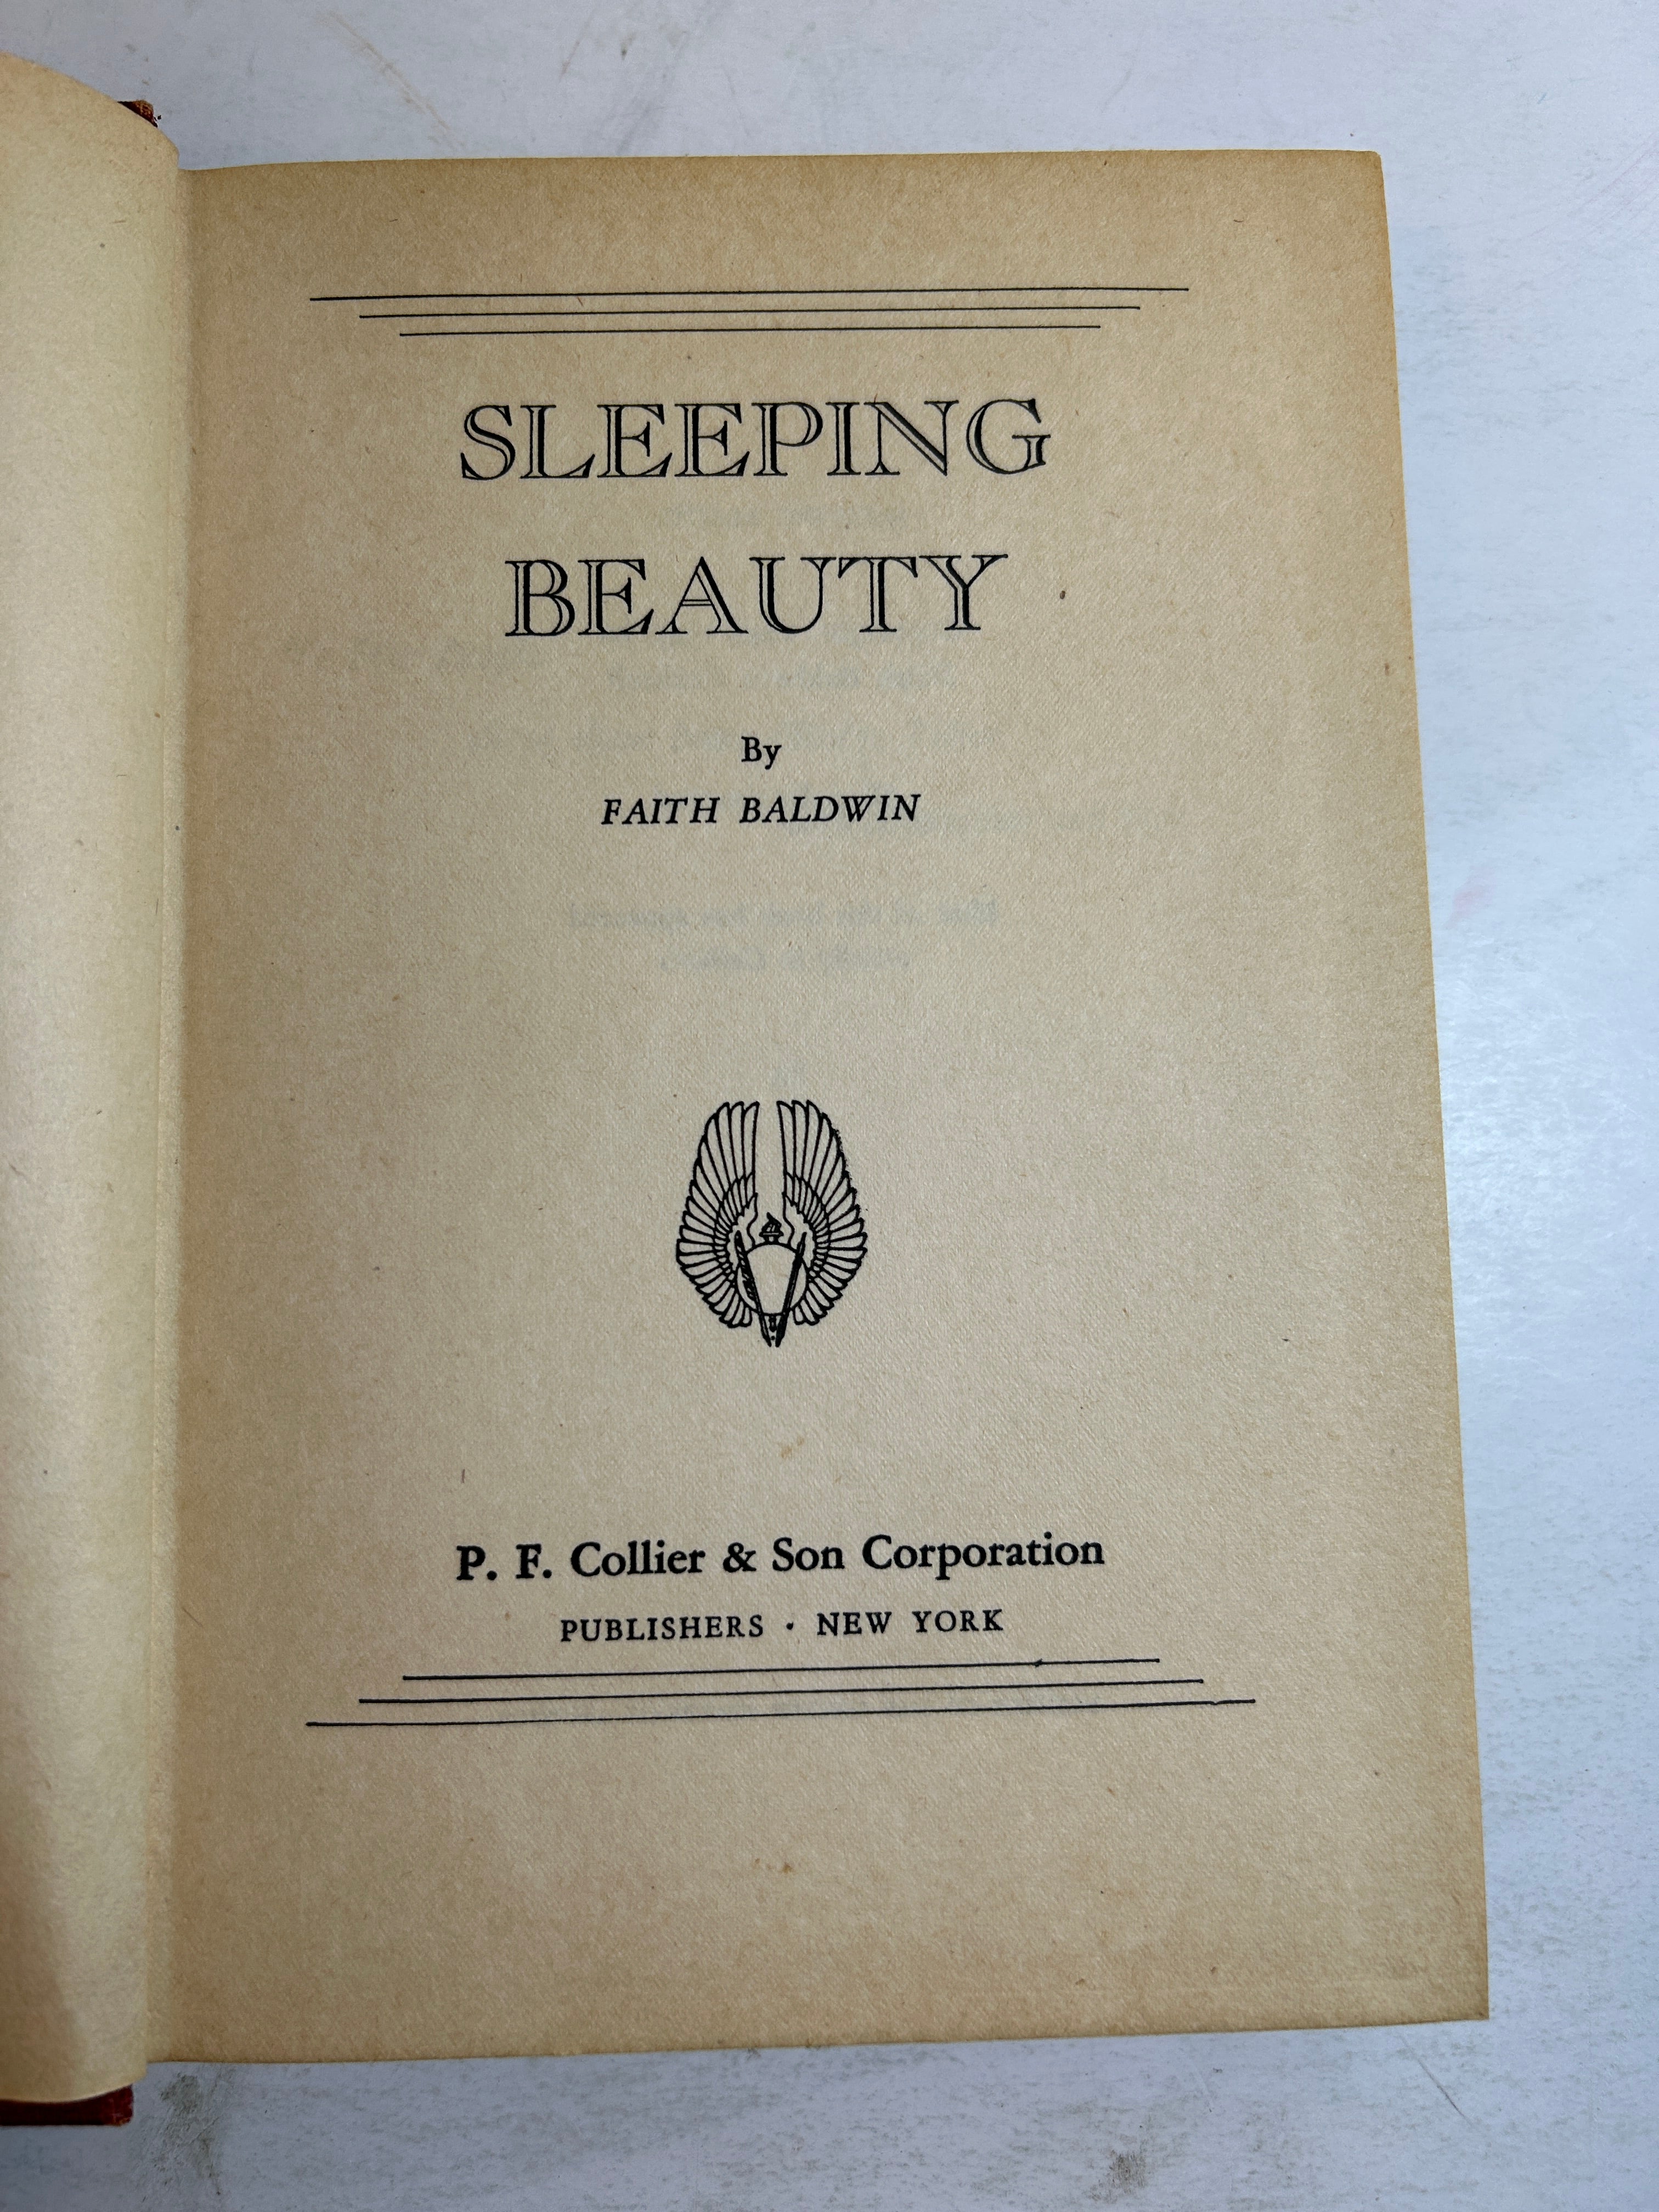 SLEEPING
BEAUTY
By
FAITH BALDWIN
P. F. Collier & Son Corporation
PUBLISHERS · NEW YORK